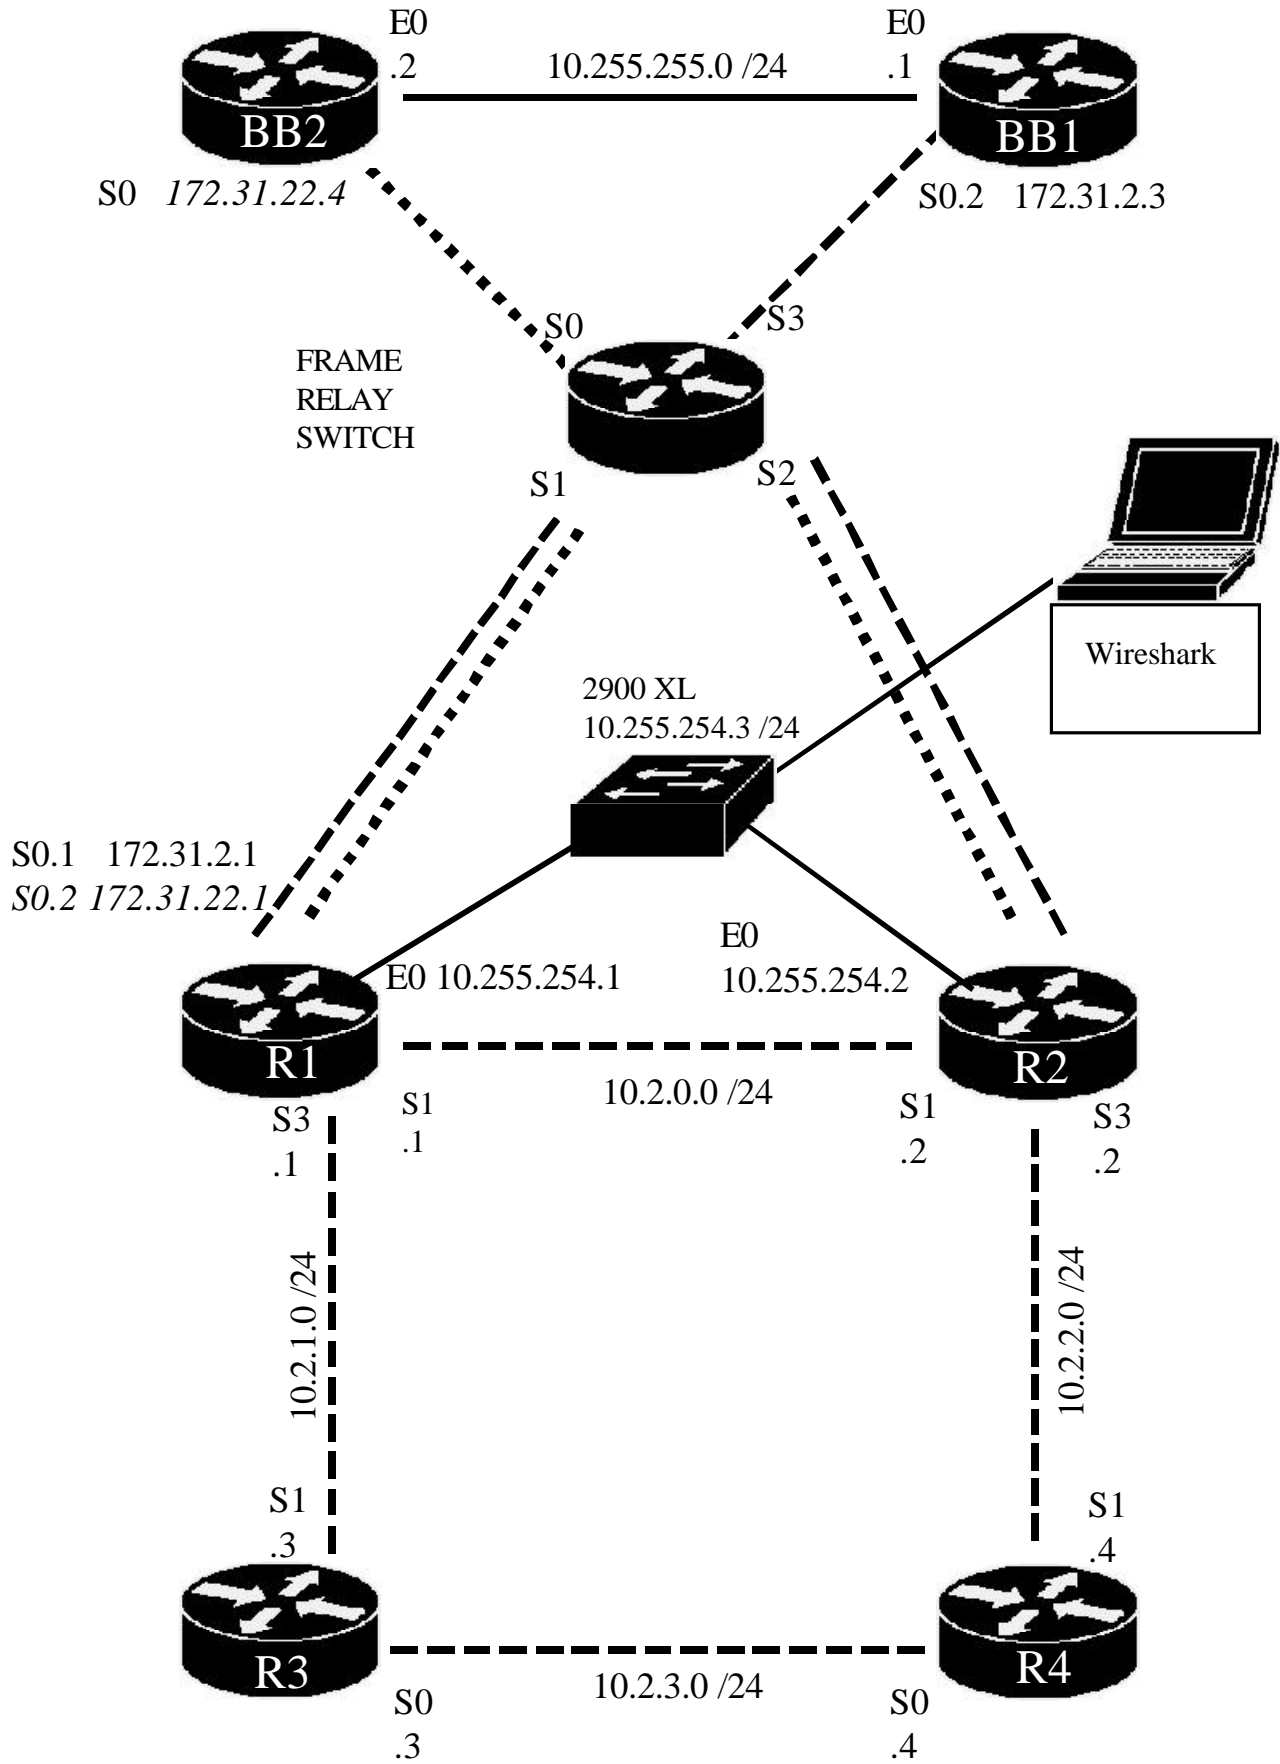 E0
.2
10.255.255.0 /24
E0
.1
BB2
BB1
S0 172.31.22.4
S0.2 172.31.2.3
S0
S3
FRAME
RELAY
SWITCH
S1
S2
Wireshark
2900 XL
10.255.254.3 /24
S0.1 172.31.2.1
S0.2 172.31.22.1
E0 10.255.254.1
E0
10.255.254.2
R1
R2
10.2.0.0 /24
S3
.1
S1
.1
S1
.2
S3
.2
10.2.1.0 /24
10.2.2.0 /24
S1
.3
S1
.4
R3
R4
10.2.3.0 /24
S0
.3
S0
.4